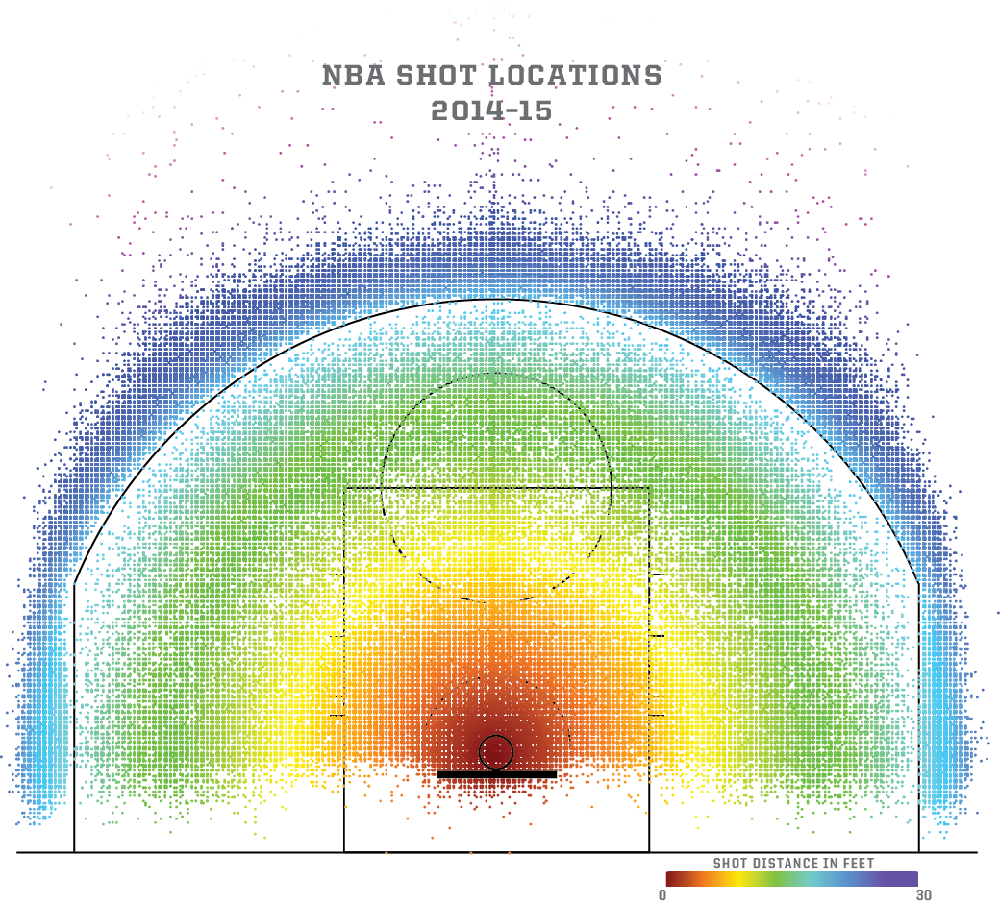 NBA SHOT LOCATIONS
2014-15
SHOT DISTANCE IN FEET
0 30